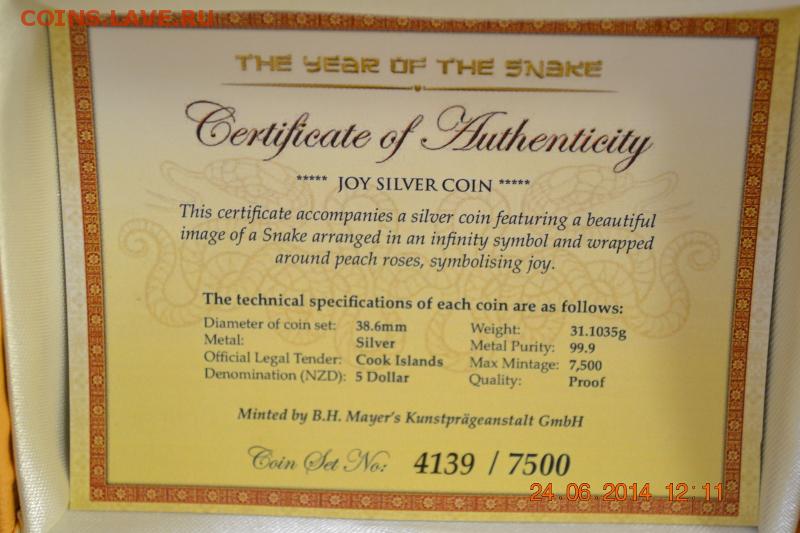 COINS.LAVE.RU
THE YEAR OF THE SNAKE
Certificate of Authenticity
***** JOY SILVER COIN *****
This certificate accompanies a silver coin featuring a beautiful
image of a Snake arranged in an infinity symbol and wrapped
around peach roses, symbolising joy.
The technical specifications of each coin are as follows:
Diameter of coin set: 38.6mm Weight: 31.1035g
Metal: Silver Metal Purity: 99.9
Official Legal Tender: Cook Islands Max Mintage: 7,500
Denomination (NZD): 5 Dollar Quality: Proof
Minted by B.H. Mayer's Kunstprägeanstalt GmbH
Coin Set No: 4139 / 7500
24.06.2014 12:11